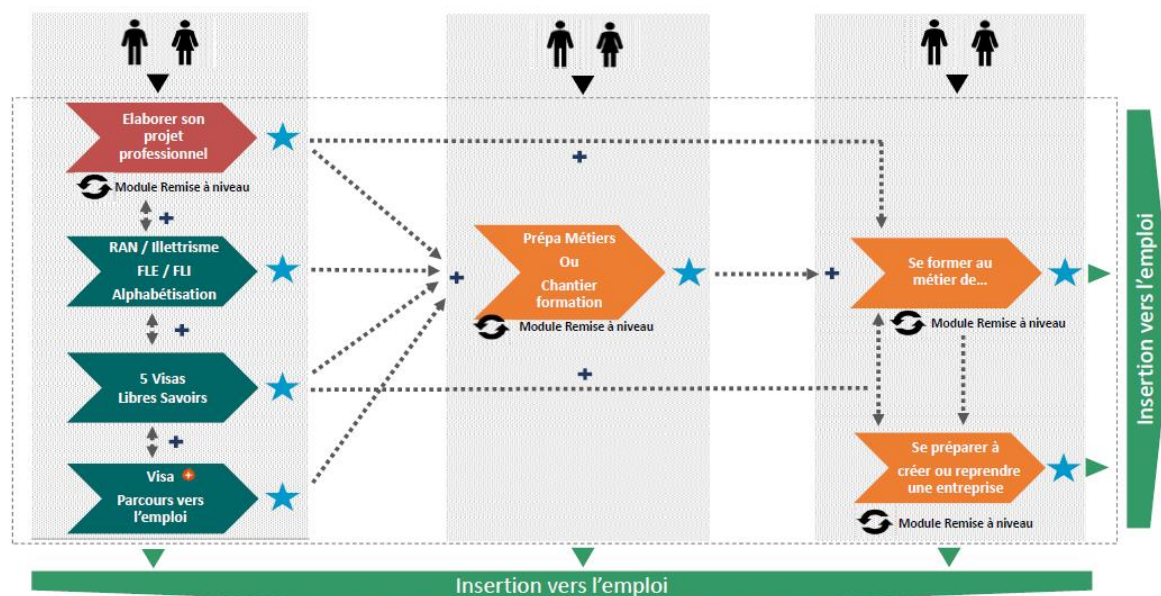 Elaborer son
projet
professionnel
Module Remise à niveau
RAN / Illettrisme
FLE / FLI
Alphabétisation
5 Visas
Libres Savoirs
Visa
Parcours vers
l'emploi
Prépa Métiers
Ou
Chantier
formation
Module Remise à niveau
Se former au
métier de...
Module Remise à niveau
Se préparer à
créer ou reprendre
une entreprise
Module Remise à niveau
Insertion vers l'emploi
Insertion vers l'emploi